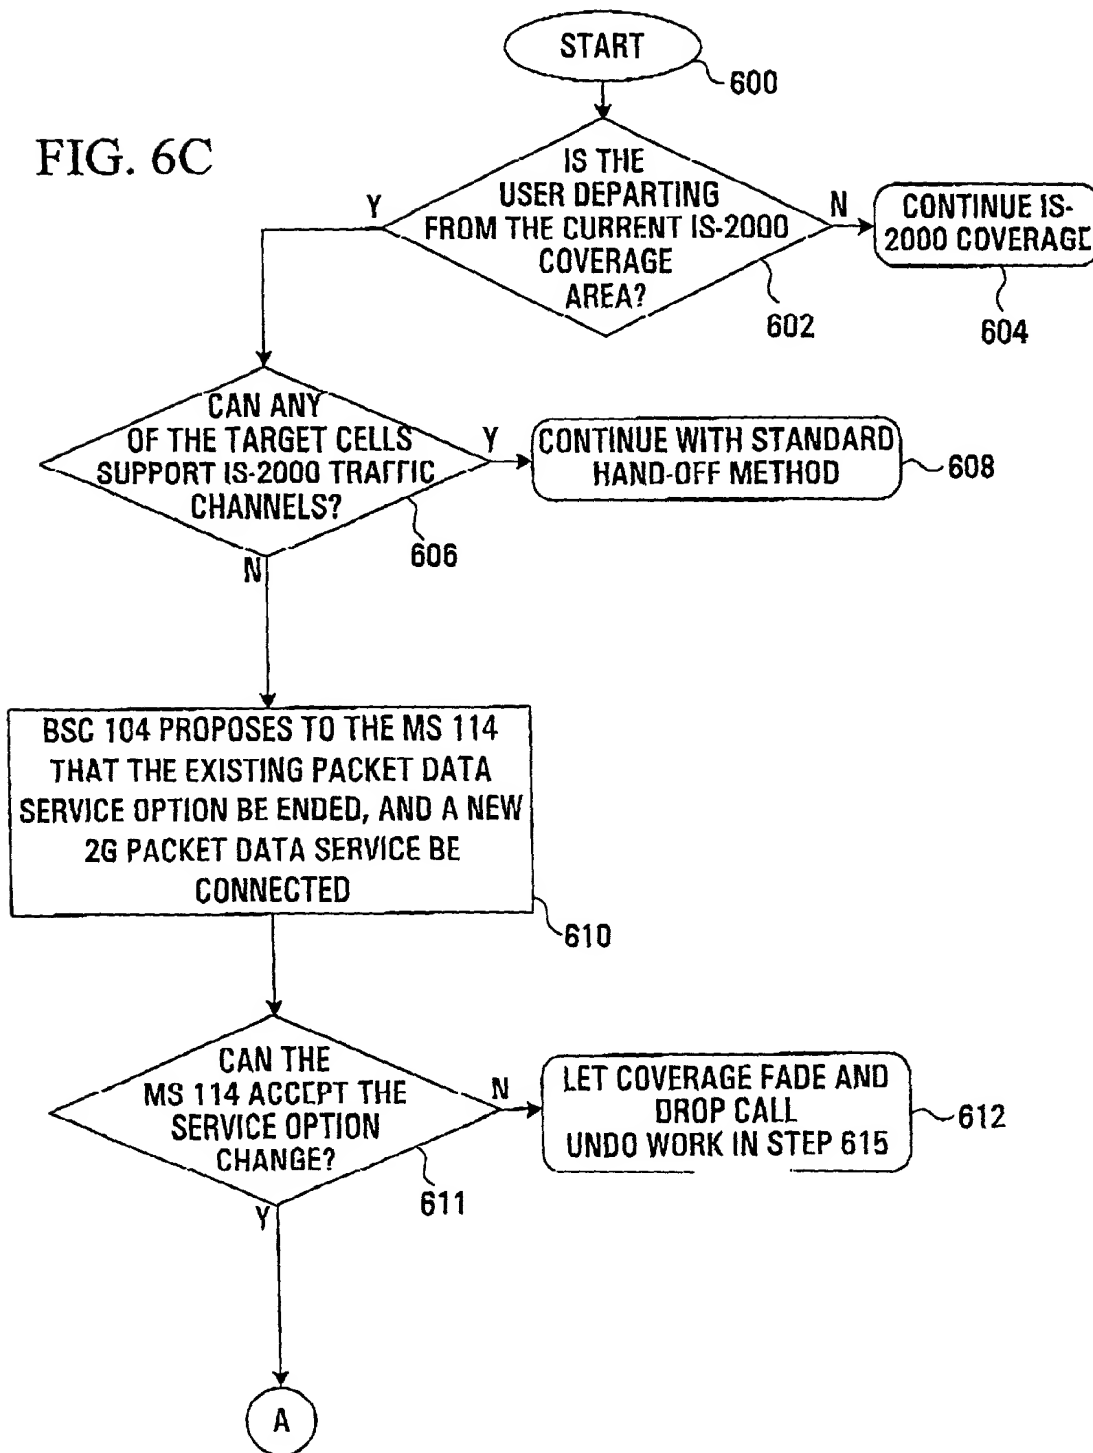 START
600
FIG. 6C
IS THE
USER DEPARTING
FROM THE CURRENT IS-2000
COVERAGE
AREA?
Y
N
602
CONTINUE IS-
2000 COVERAGE
604
CAN ANY
OF THE TARGET CELLS
SUPPORT IS-2000 TRAFFIC
CHANNELS?
Y
N
606
CONTINUE WITH STANDARD
HAND-OFF METHOD
608
BSC 104 PROPOSES TO THE MS 114
THAT THE EXISTING PACKET DATA
SERVICE OPTION BE ENDED, AND A NEW
2G PACKET DATA SERVICE BE
CONNECTED
610
CAN THE
MS 114 ACCEPT THE
SERVICE OPTION
CHANGE?
N
Y
611
LET COVERAGE FADE AND
DROP CALL
UNDO WORK IN STEP 615
612
A